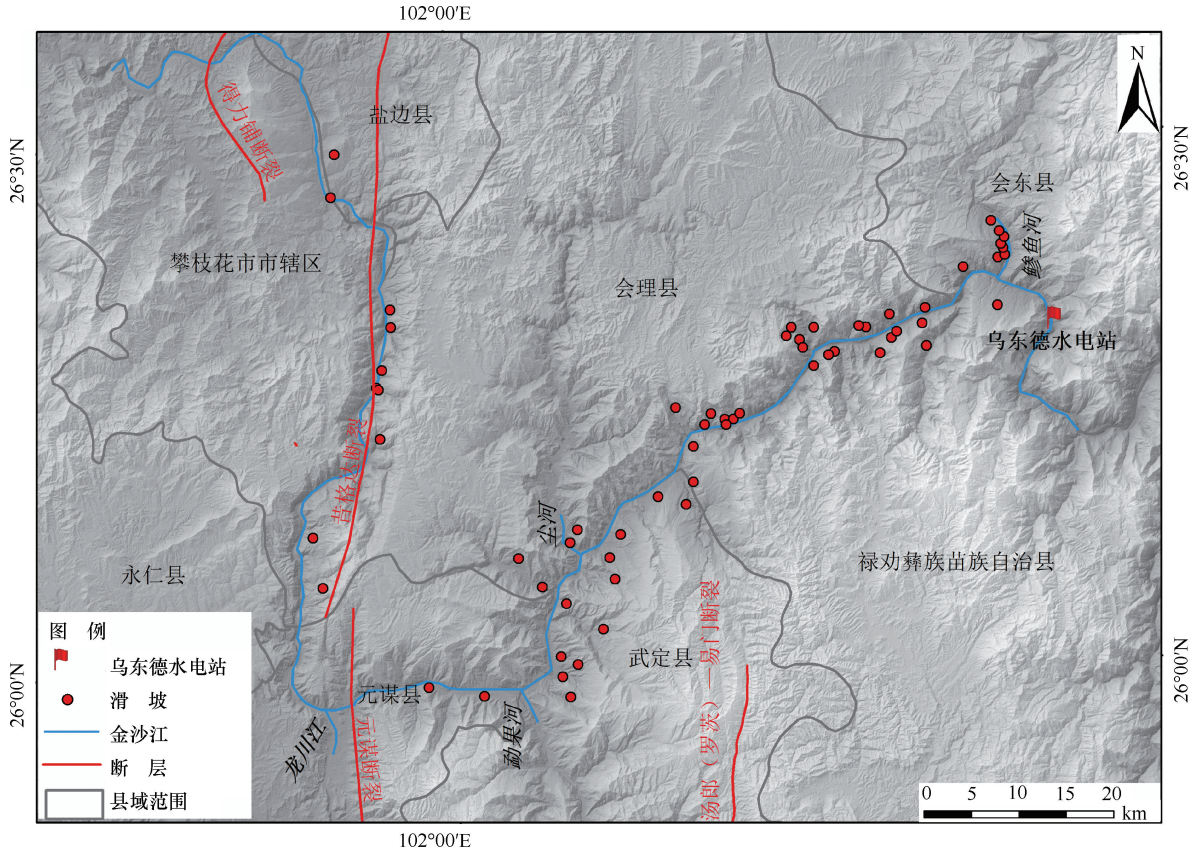 102°00′E
N
26°30′N
26°30′N
得力铺断裂
盐边县
会东县
鲹鱼河
攀枝花市市辖区
会理县
乌东德水电站
昔格达断裂
尘河
永仁县
禄劝彝族苗族自治县
汤郎(罗茨)—易门断裂
武定县
26°00′N
26°00′N
元谋县
元谋断裂
龙川江
勐果河
图 例
乌东德水电站
滑 坡
金沙江
断 层
县域范围
0 5 10 15 20
km
102°00′E